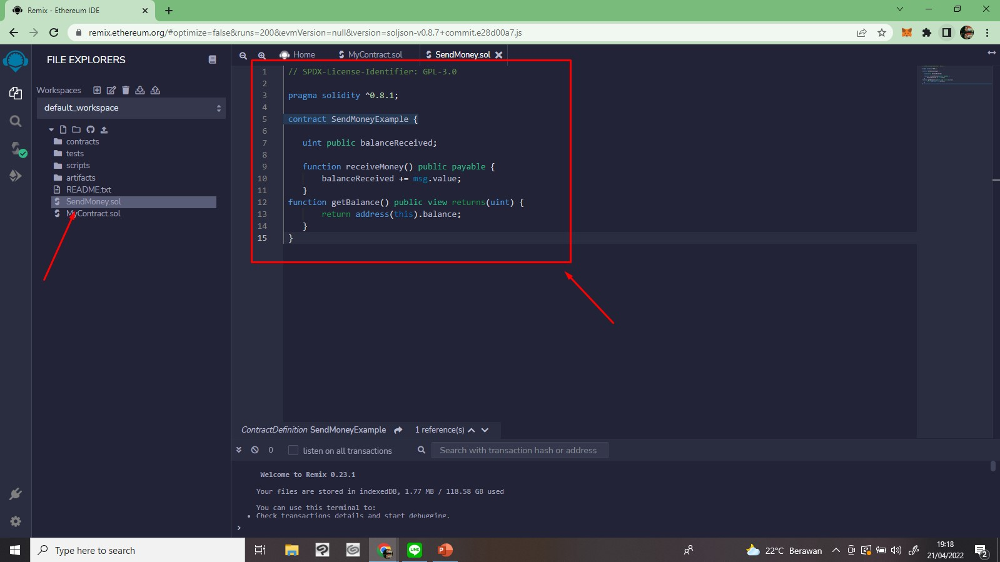 Remix - Ethereum IDE
remix.ethereum.org/#optimize=false&runs=200&evmVersion=null&version=soljson-v0.8.7+commit.e28d00a7.js
FILE EXPLORERS
Workspaces
default_workspace
contracts
tests
scripts
artifacts
README.txt
SendMoney.sol
MyContract.sol
Home MyContract.sol SendMoney.sol
1 // SPDX-License-Identifier: GPL-3.0
2
3 pragma solidity ^0.8.1;
4
5 contract SendMoneyExample {
6
7 uint public balanceReceived;
8
9 function receiveMoney() public payable {
10 balanceReceived += msg.value;
11 }
12 function getBalance() public view returns(uint) {
13 return address(this).balance;
14 }
15 }
ContractDefinition SendMoneyExample 1 reference(s)
0 listen on all transactions Search with transaction hash or address
Welcome to Remix 0.23.1
Your files are stored in indexedDB, 1.77 MB / 118.58 GB used
You can use this terminal to:
• Check transactions details and start debugging.
>
Type here to search
LINE
22°C Berawan
19:18
21/04/2022
2